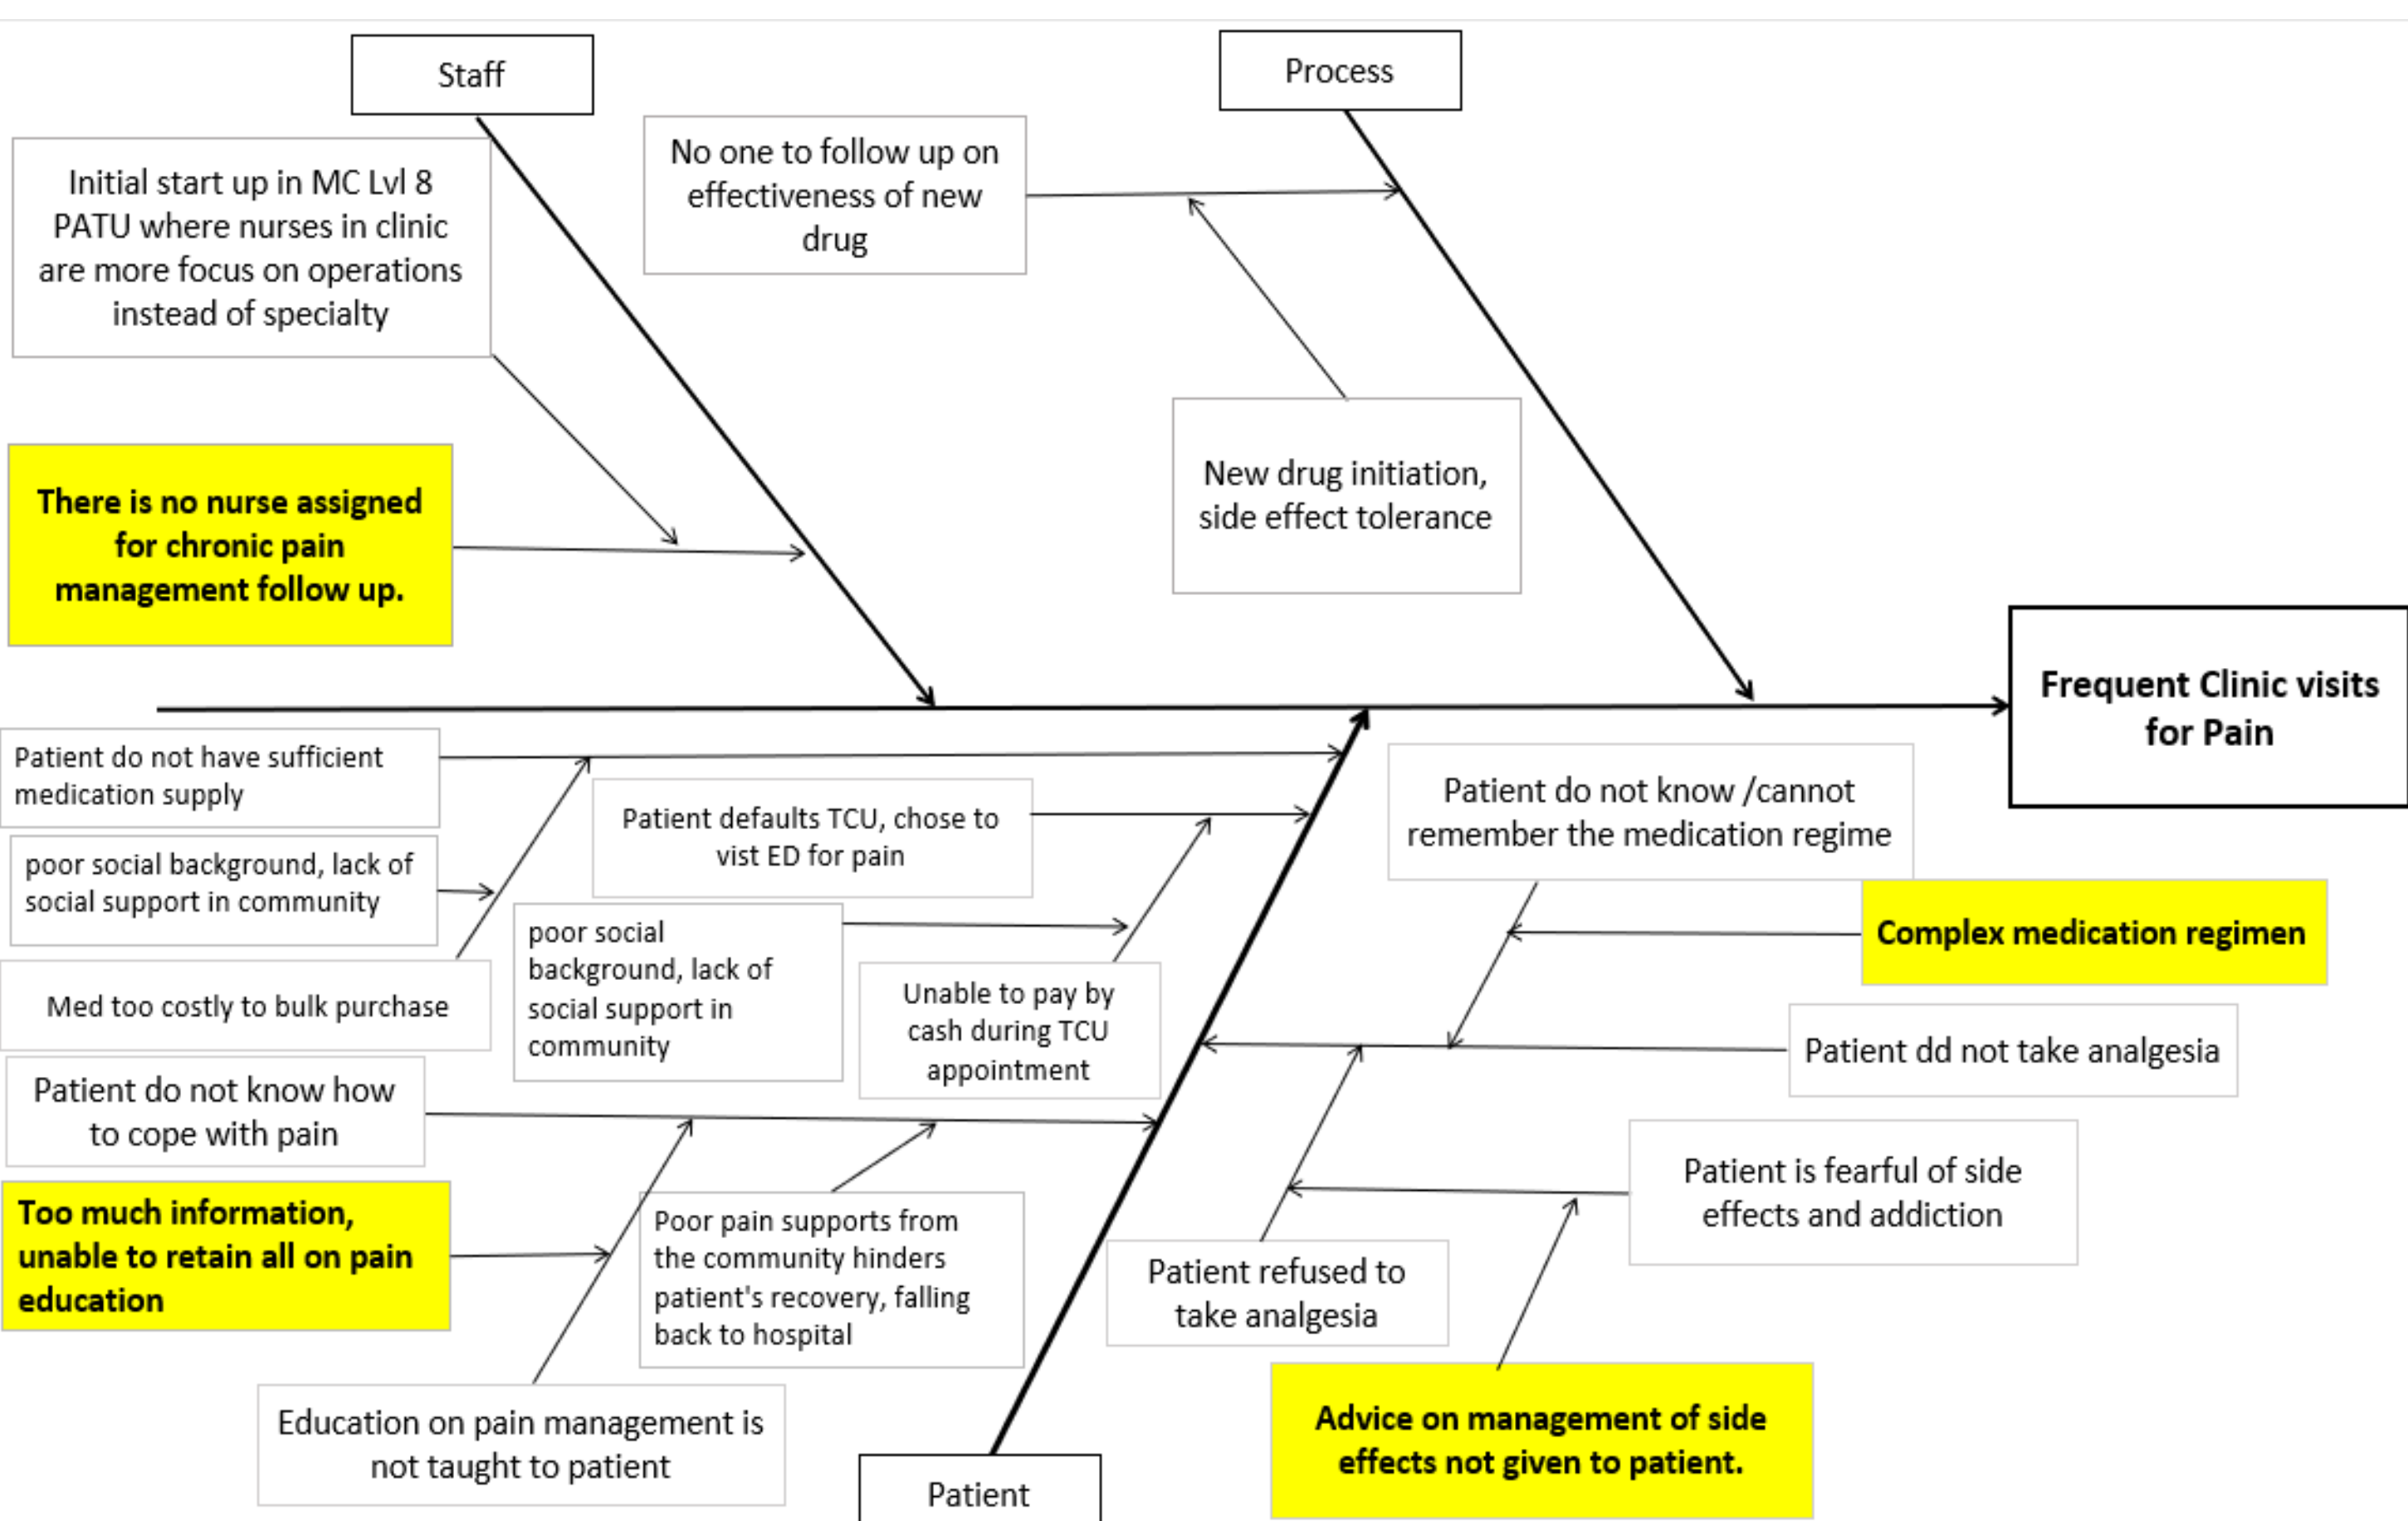 Staff
Process
Initial start up in MC Lvl 8
PATU where nurses in clinic
are more focus on operations
instead of specialty
No one to follow up on
effectiveness of new
drug
There is no nurse assigned
for chronic pain
management follow up.
New drug initiation,
side effect tolerance
Frequent Clinic visits
for Pain
Patient do not have sufficient
medication supply
poor social background, lack of
social support in community
Med too costly to bulk purchase
Patient defaults TCU, chose to
vist ED for pain
poor social
background, lack of
social support in
community
Unable to pay by
cash during TCU
appointment
Patient do not know /cannot
remember the medication regime
Complex medication regimen
Patient dd not take analgesia
Patient do not know how
to cope with pain
Too much information,
unable to retain all on pain
education
Poor pain supports from
the community hinders
patient's recovery, falling
back to hospital
Education on pain management is
not taught to patient
Patient is fearful of side
effects and addiction
Patient refused to
take analgesia
Advice on management of side
effects not given to patient.
Patient